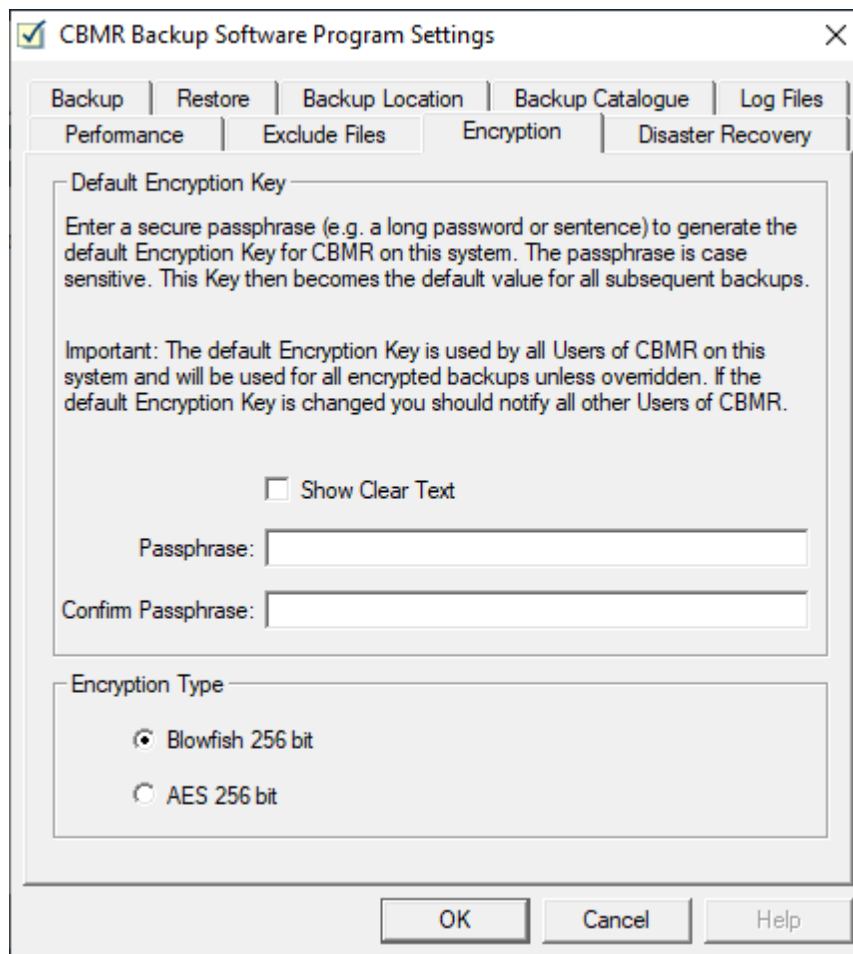 CBMR Backup Software Program Settings
Backup Restore Backup Location Backup Catalogue Log Files
Performance Exclude Files Encryption Disaster Recovery
Default Encryption Key
Enter a secure passphrase (e.g. a long password or sentence) to generate the
default Encryption Key for CBMR on this system. The passphrase is case
sensitive. This Key then becomes the default value for all subsequent backups.
Important: The default Encryption Key is used by all Users of CBMR on this
system and will be used for all encrypted backups unless overridden. If the
default Encryption Key is changed you should notify all other Users of CBMR.
Show Clear Text
Passphrase:
Confirm Passphrase:
Encryption Type
Blowfish 256 bit
AES 256 bit
OK Cancel Help